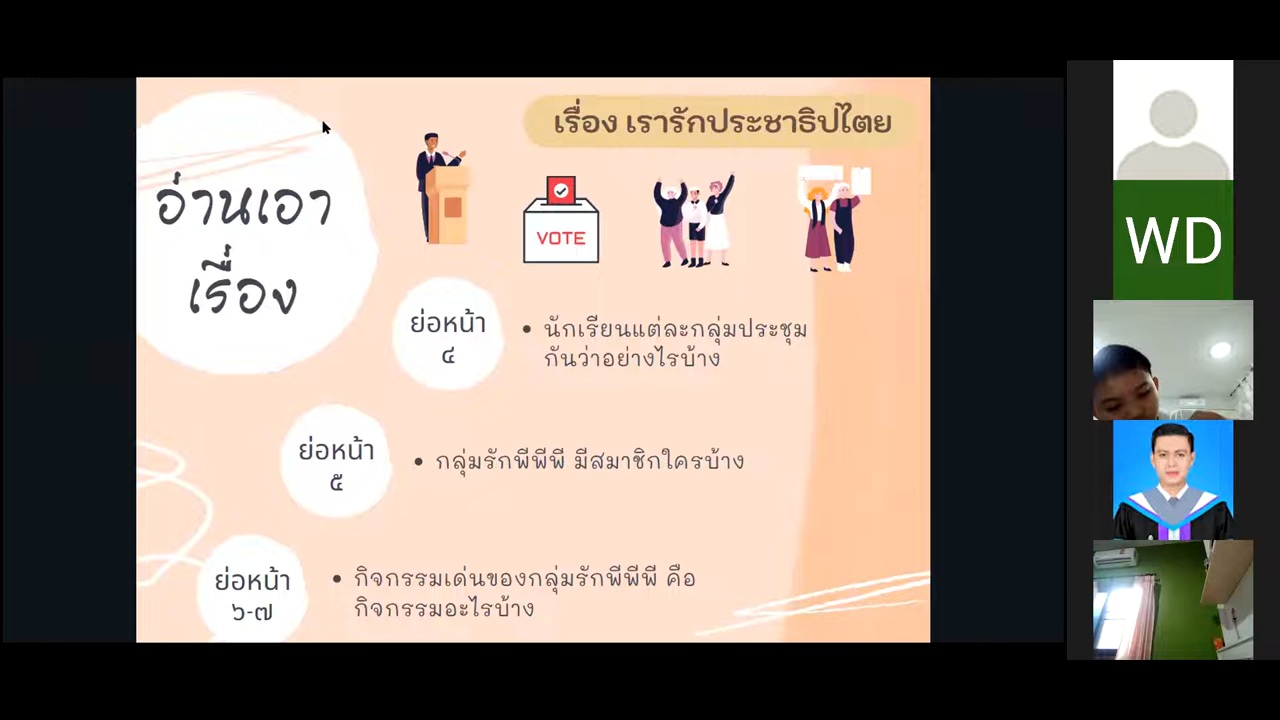 เรื่อง เรารักประชาธิปไตย
อ่านเอา
เรื่อง
VOTE
ย่อหน้า
๔
นักเรียนแต่ละกลุ่มประชุม
กันว่าอย่างไรบ้าง
ย่อหน้า
๕
กลุ่มรักพีพีพี มีสมาชิกใครบ้าง
ย่อหน้า
๖-๗
กิจกรรมเด่นของกลุ่มรักพีพีพี คือ
กิจกรรมอะไรบ้าง
WD